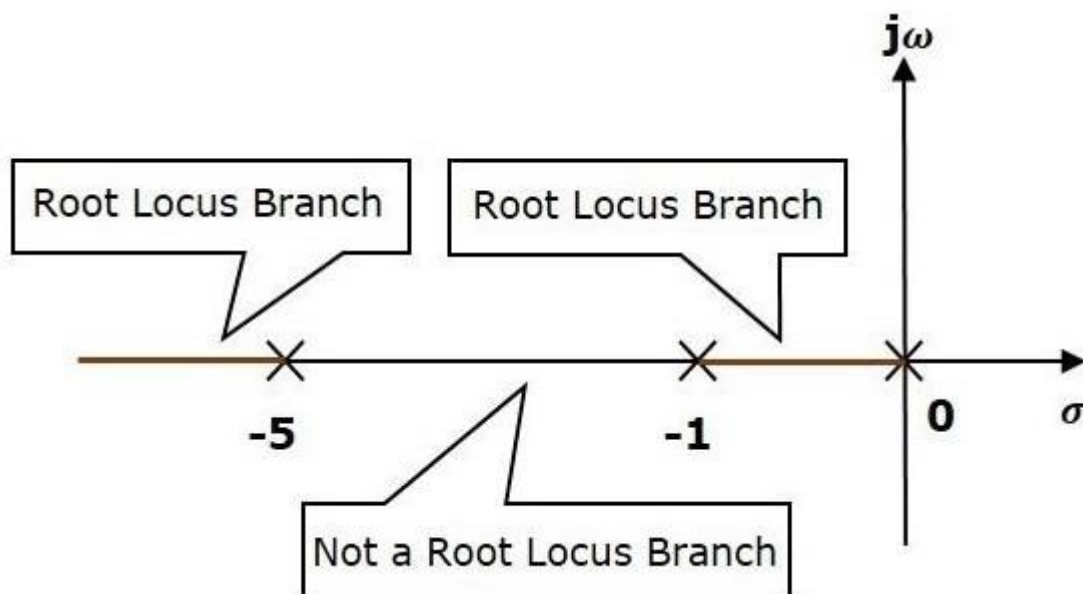 jω
Root Locus Branch
Root Locus Branch
-5
-1
0
σ
Not a Root Locus Branch